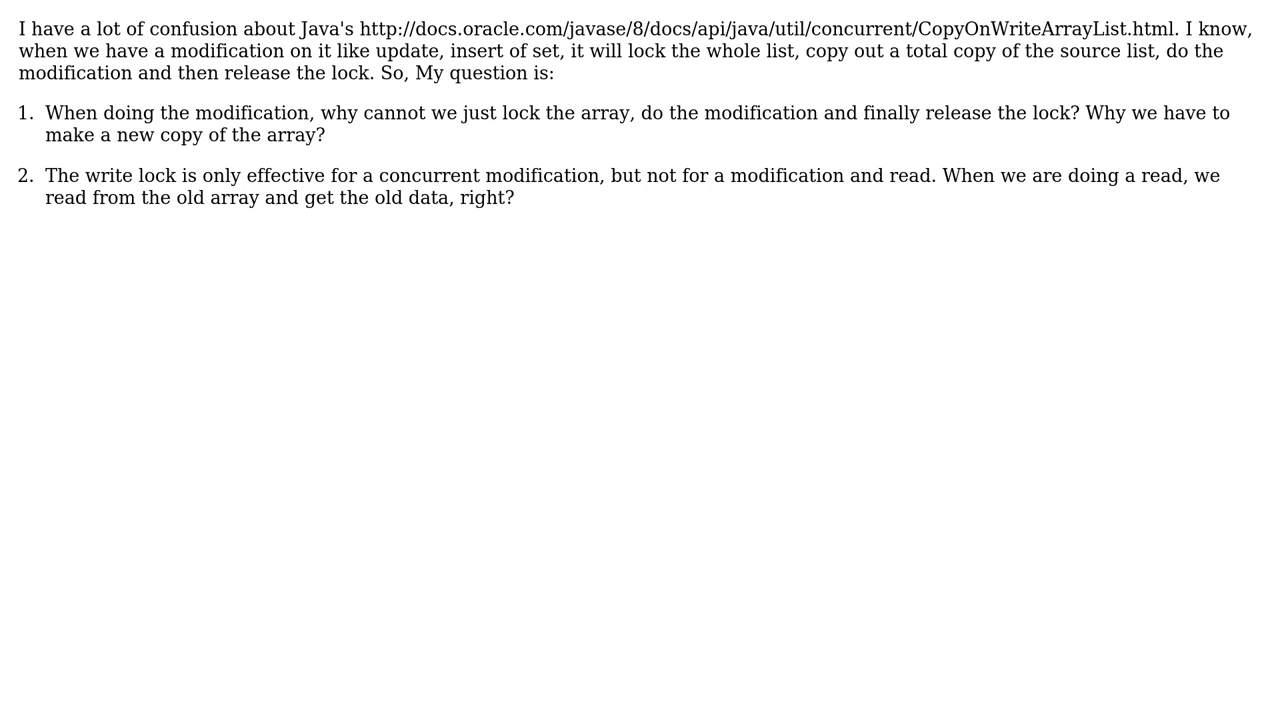 I have a lot of confusion about Java's http://docs.oracle.com/javase/8/docs/api/java/util/concurrent/CopyOnWriteArrayList.html. I know,
when we have a modification on it like update, insert of set, it will lock the whole list, copy out a total copy of the source list, do the
modification and then release the lock. So, My question is:
1. When doing the modification, why cannot we just lock the array, do the modification and finally release the lock? Why we have to
make a new copy of the array?
2. The write lock is only effective for a concurrent modification, but not for a modification and read. When we are doing a read, we
read from the old array and get the old data, right?